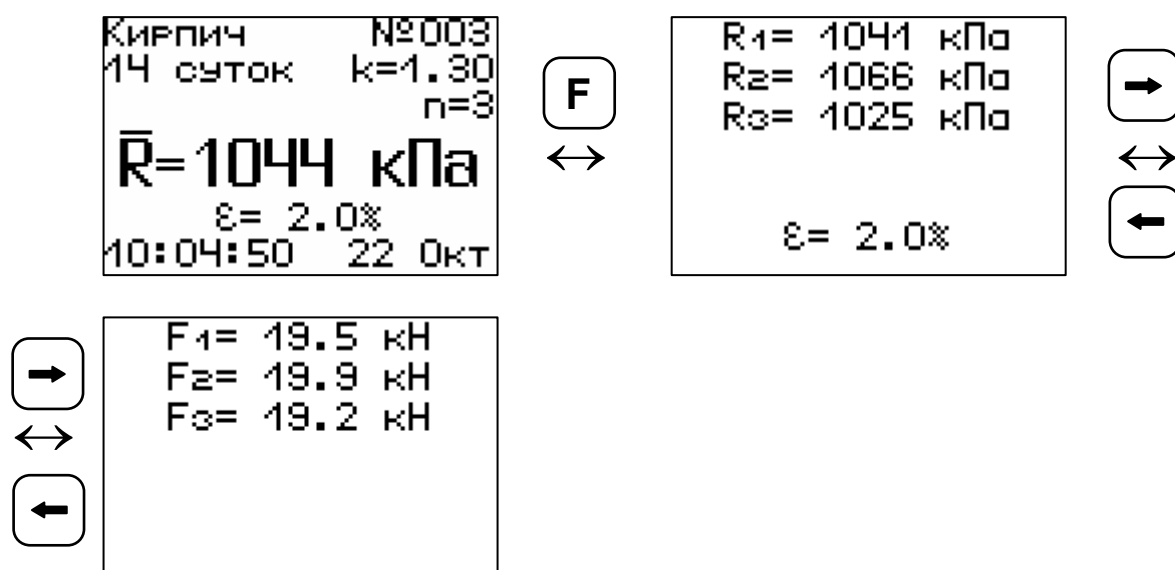 Кирпич №003
14 суток k=1.30
n=3
R̅=1044 кПа
ε= 2.0%
10:04:50 22 Окт
F
R1= 1041 кПа
R2= 1066 кПа
R3= 1025 кПа
ε= 2.0%
F1= 19.5 кН
F2= 19.9 кН
F3= 19.2 кН